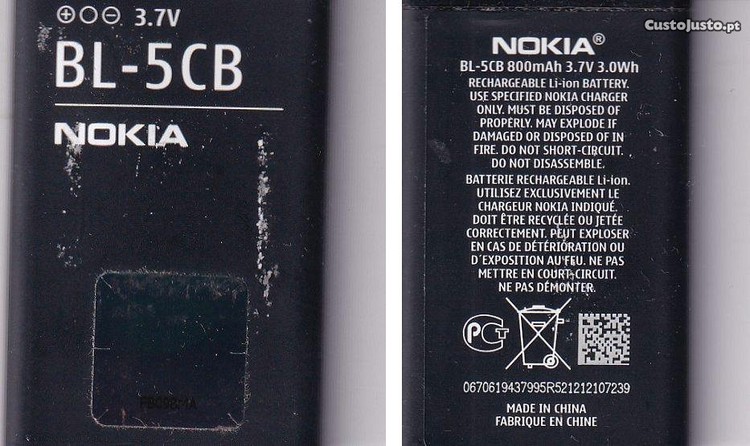 ⊕○⊖ 3.7V
BL-5CB
NOKIA
CustoJusto.pt
NOKIA®
BL-5CB 800mAh 3.7V 3.0Wh
RECHARGEABLE Li-ion BATTERY.
USE SPECIFIED NOKIA CHARGER
ONLY. MUST BE DISPOSED OF
PROPERLY. MAY EXPLODE IF
DAMAGED OR DISPOSED OF IN
FIRE. DO NOT SHORT-CIRCUIT.
DO NOT DISASSEMBLE.
BATTERIE RECHARGEABLE Li-ion.
UTILISEZ EXCLUSIVEMENT LE
CHARGEUR NOKIA INDIQUÉ.
DOIT ÊTRE RECYCLÉE OU JETÉE
CORRECTEMENT. PEUT EXPLOSER
EN CAS DE DÉTÉRIORATION OU
D'EXPOSITION AU FEU. NE PAS
METTRE EN COURT-CIRCUIT.
NE PAS DÉMONTER.
PCT
0670619437995R521212107239
MADE IN CHINA
FABRIQUE EN CHINE